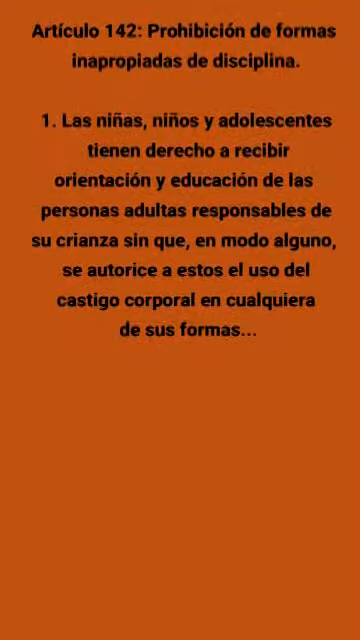 Artículo 142: Prohibición de formas
inapropiadas de disciplina.
1. Las niñas, niños y adolescentes
tienen derecho a recibir
orientación y educación de las
personas adultas responsables de
su crianza sin que, en modo alguno,
se autorice a estos el uso del
castigo corporal en cualquiera
de sus formas...